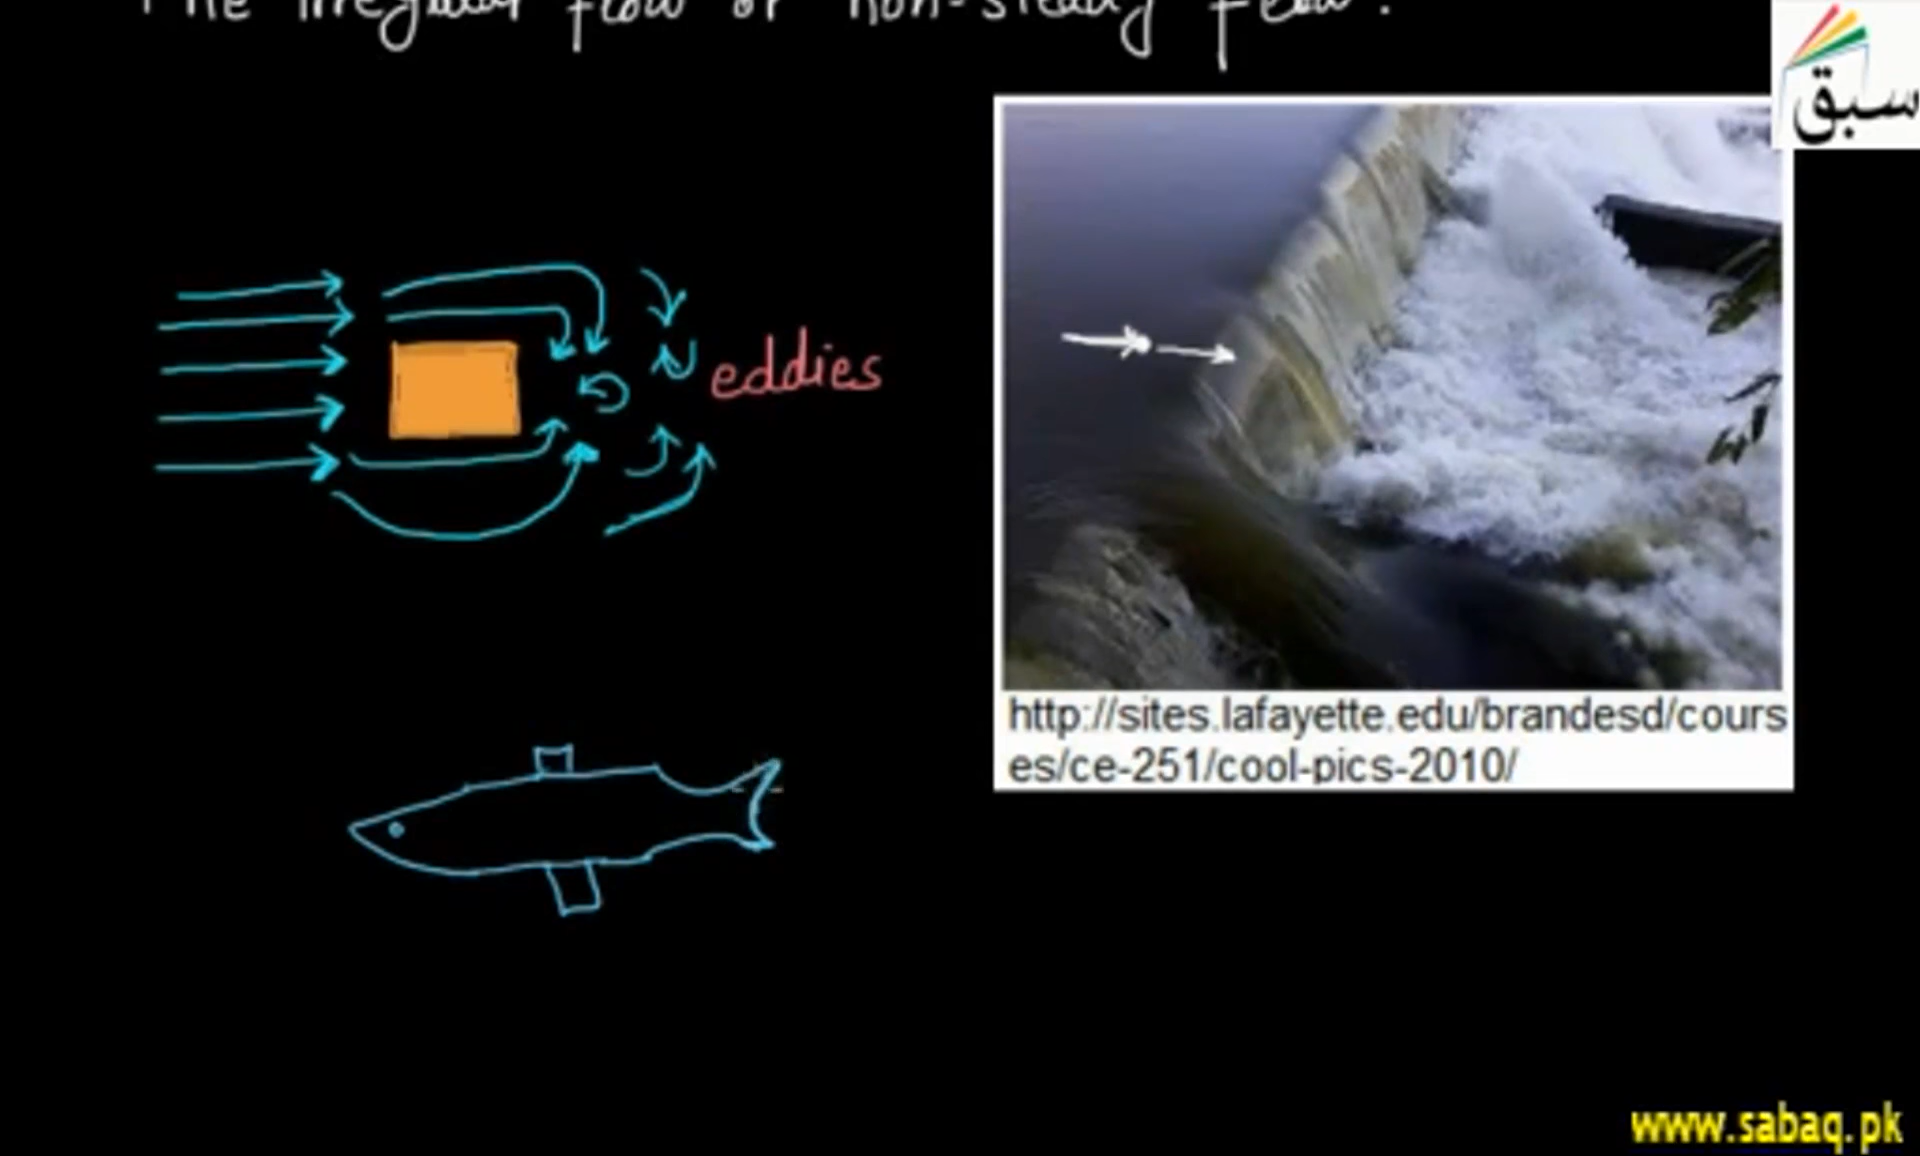 The irregular flow or non-steady flow.
سبق
eddies
http://sites.lafayette.edu/brandesd/cours
es/ce-251/cool-pics-2010/
www.sabaq.pk